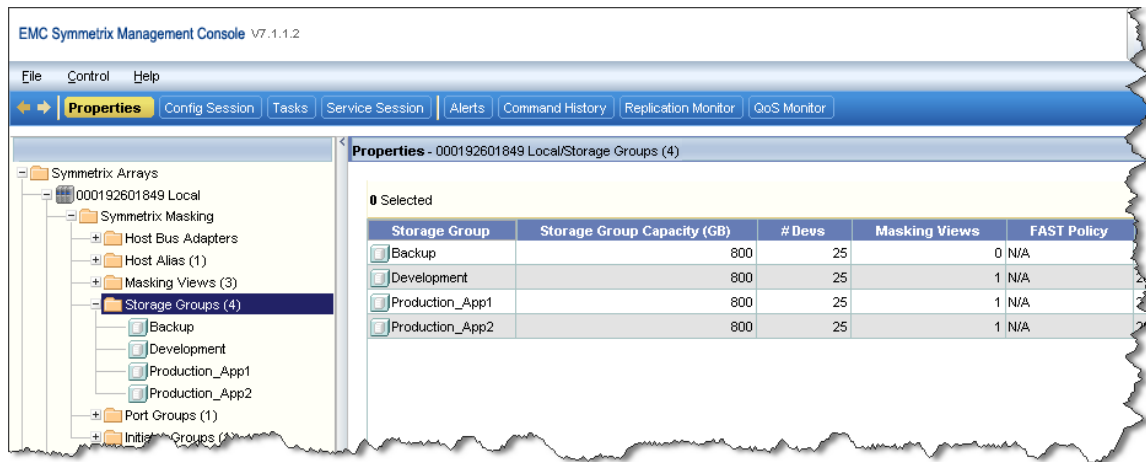 EMC Symmetrix Management Console V7.1.1.2
File Control Help
Properties Config Session Tasks Service Session Alerts Command History Replication Monitor QoS Monitor
Properties - 000192601849 Local/Storage Groups (4)
Symmetrix Arrays
000192601849 Local
Symmetrix Masking
Host Bus Adapters
Host Alias (1)
Masking Views (3)
Storage Groups (4)
Backup
Development
Production_App1
Production_App2
Port Groups (1)
0 Selected
Storage Group Storage Group Capacity (GB) # Devs Masking Views FAST Policy
Backup 800 25 0 N/A
Development 800 25 1 N/A
Production_App1 800 25 1 N/A
Production_App2 800 25 1 N/A